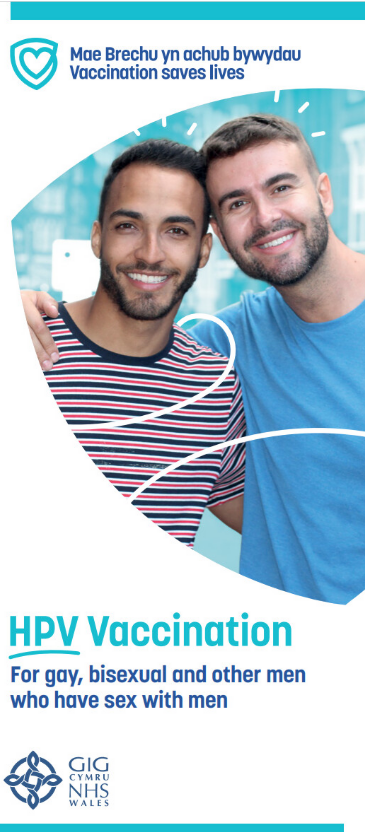 Mae Brechu yn achub bywydau
Vaccination saves lives
HPV Vaccination
For gay, bisexual and other men
who have sex with men
GIG
CYMRU
NHS
WALES